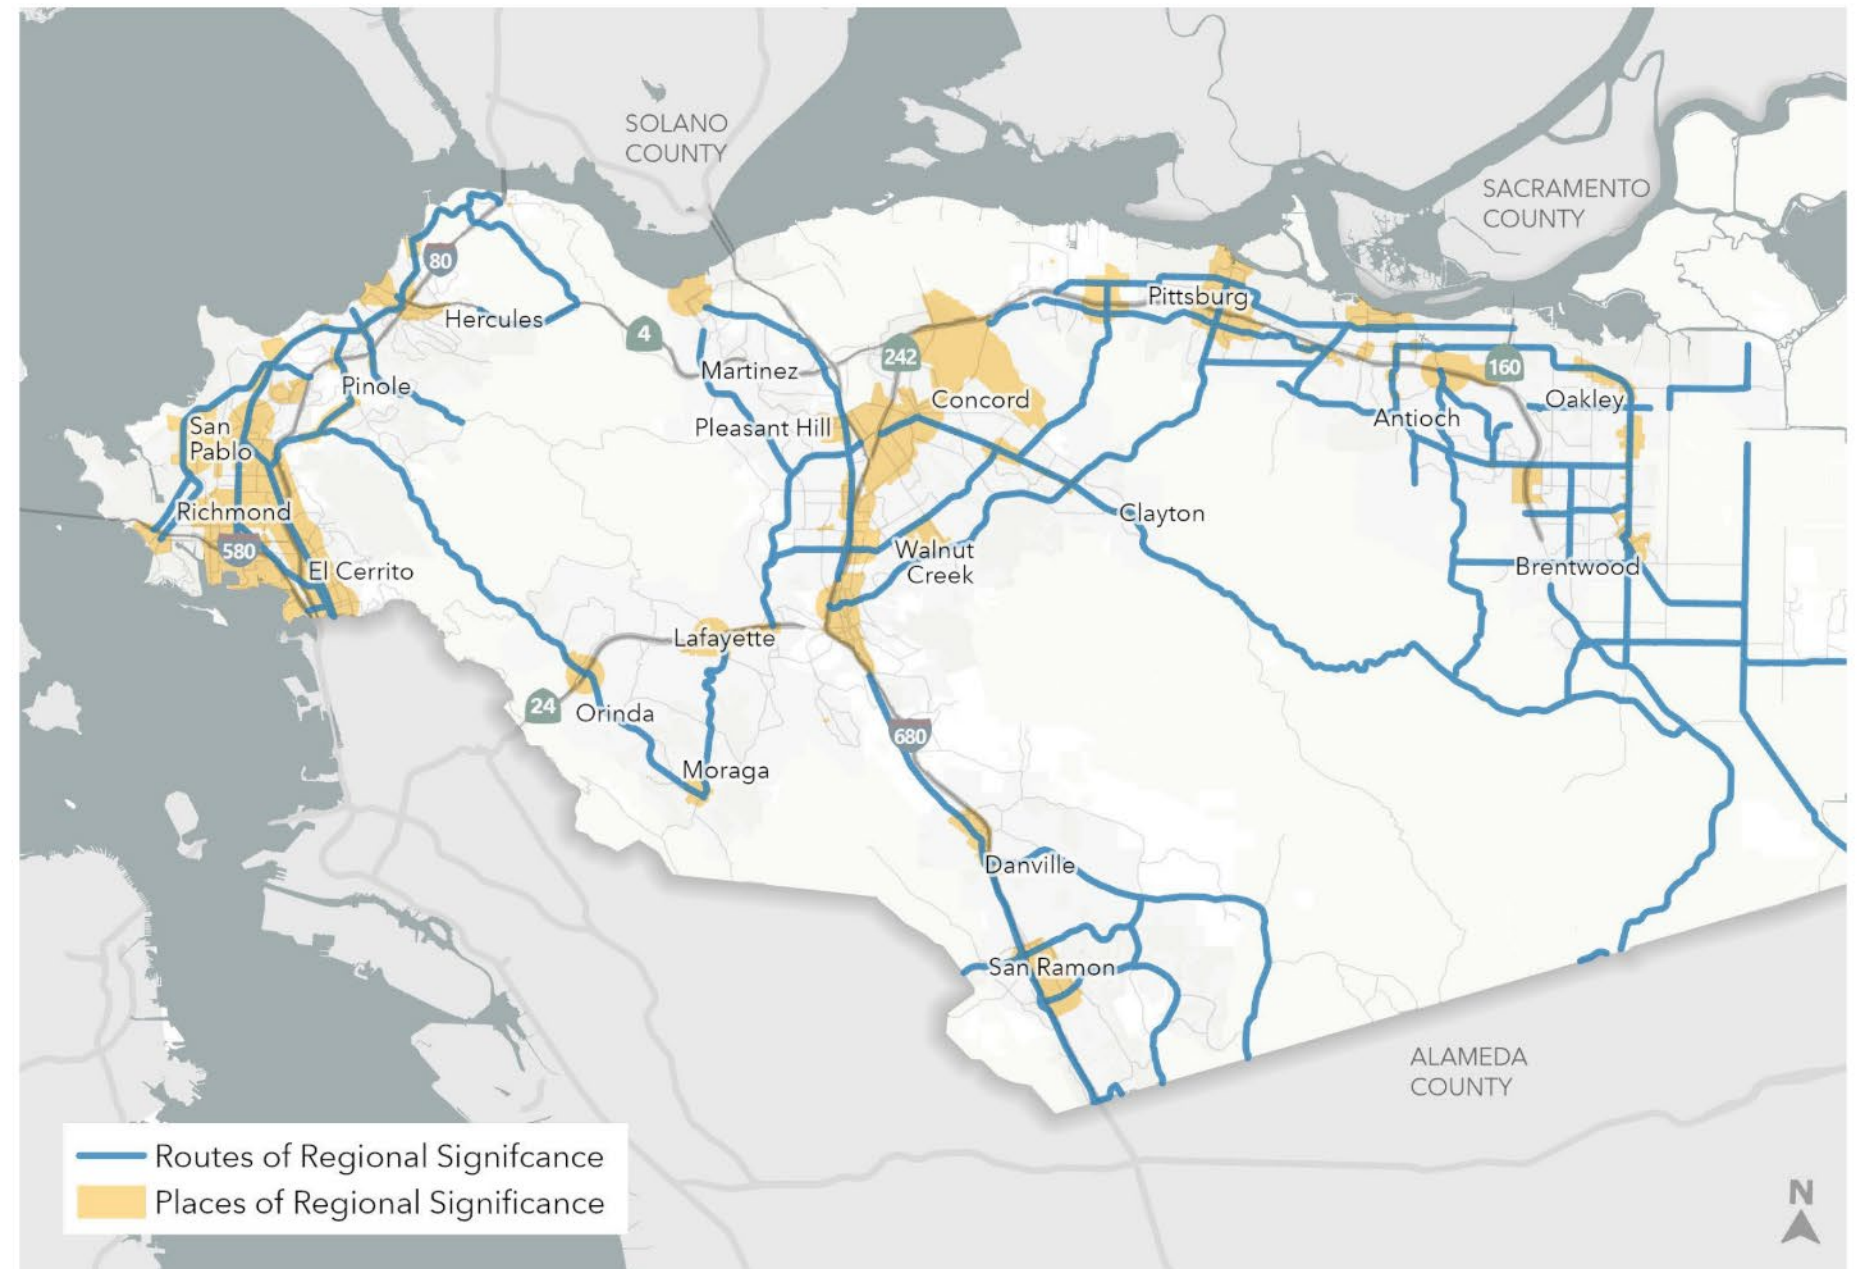 SOLANO
COUNTY
SACRAMENTO
COUNTY
80
Hercules
4
Pittsburg
242
160
Martinez
Pinole
Concord
Oakley
Antioch
San
Pablo
Pleasant Hill
Richmond
Clayton
580
El Cerrito
Walnut
Creek
Brentwood
Lafayette
24
Orinda
680
Moraga
Danville
San Ramon
ALAMEDA
COUNTY
Routes of Regional Signifcance
Places of Regional Significance
N